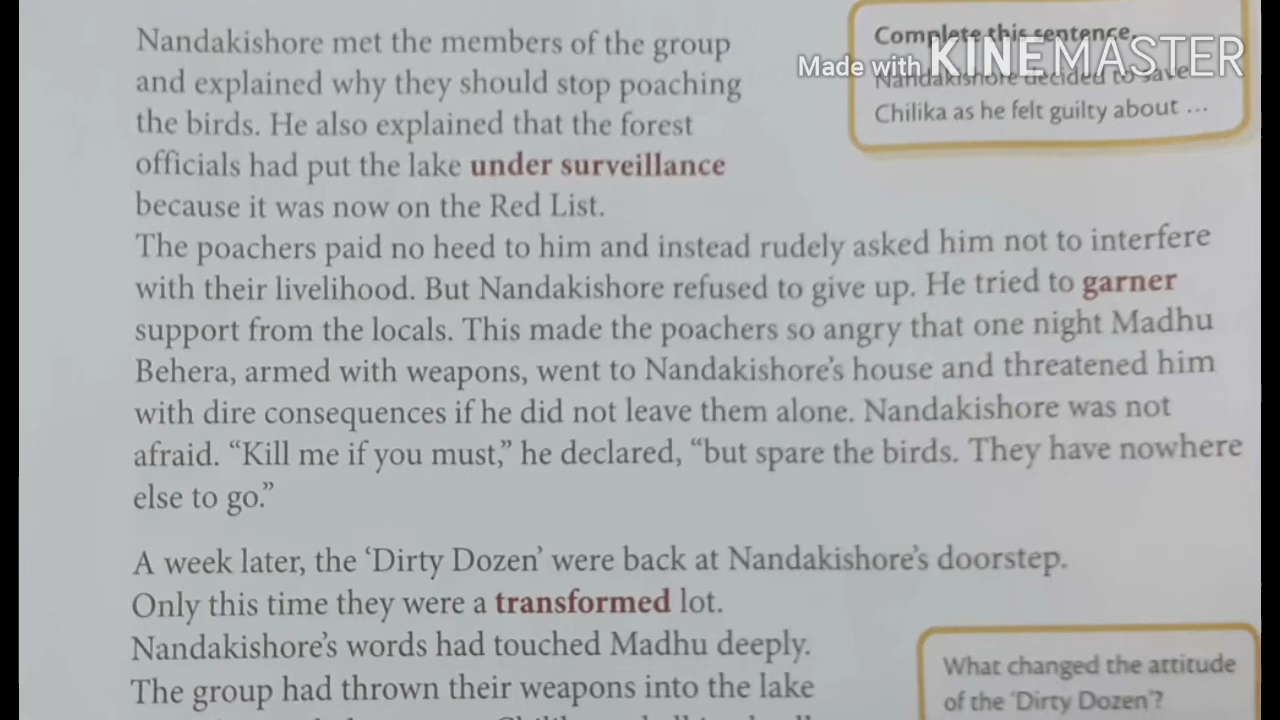 Nandakishore met the members of the group
and explained why they should stop poaching
the birds. He also explained that the forest
officials had put the lake under surveillance
because it was now on the Red List.
The poachers paid no heed to him and instead rudely asked him not to interfere
with their livelihood. But Nandakishore refused to give up. He tried to garner
support from the locals. This made the poachers so angry that one night Madhu
Behera, armed with weapons, went to Nandakishore's house and threatened him
with dire consequences if he did not leave them alone. Nandakishore was not
afraid. “Kill me if you must,” he declared, “but spare the birds. They have nowhere
else to go.”
A week later, the ‘Dirty Dozen’ were back at Nandakishore's doorstep.
Only this time they were a transformed lot.
Nandakishore's words had touched Madhu deeply.
The group had thrown their weapons into the lake
Complete this sentence.
Nandakishore decided to save
Chilika as he felt guilty about ...
Made with KINEMASTER
What changed the attitude
of the ‘Dirty Dozen’?